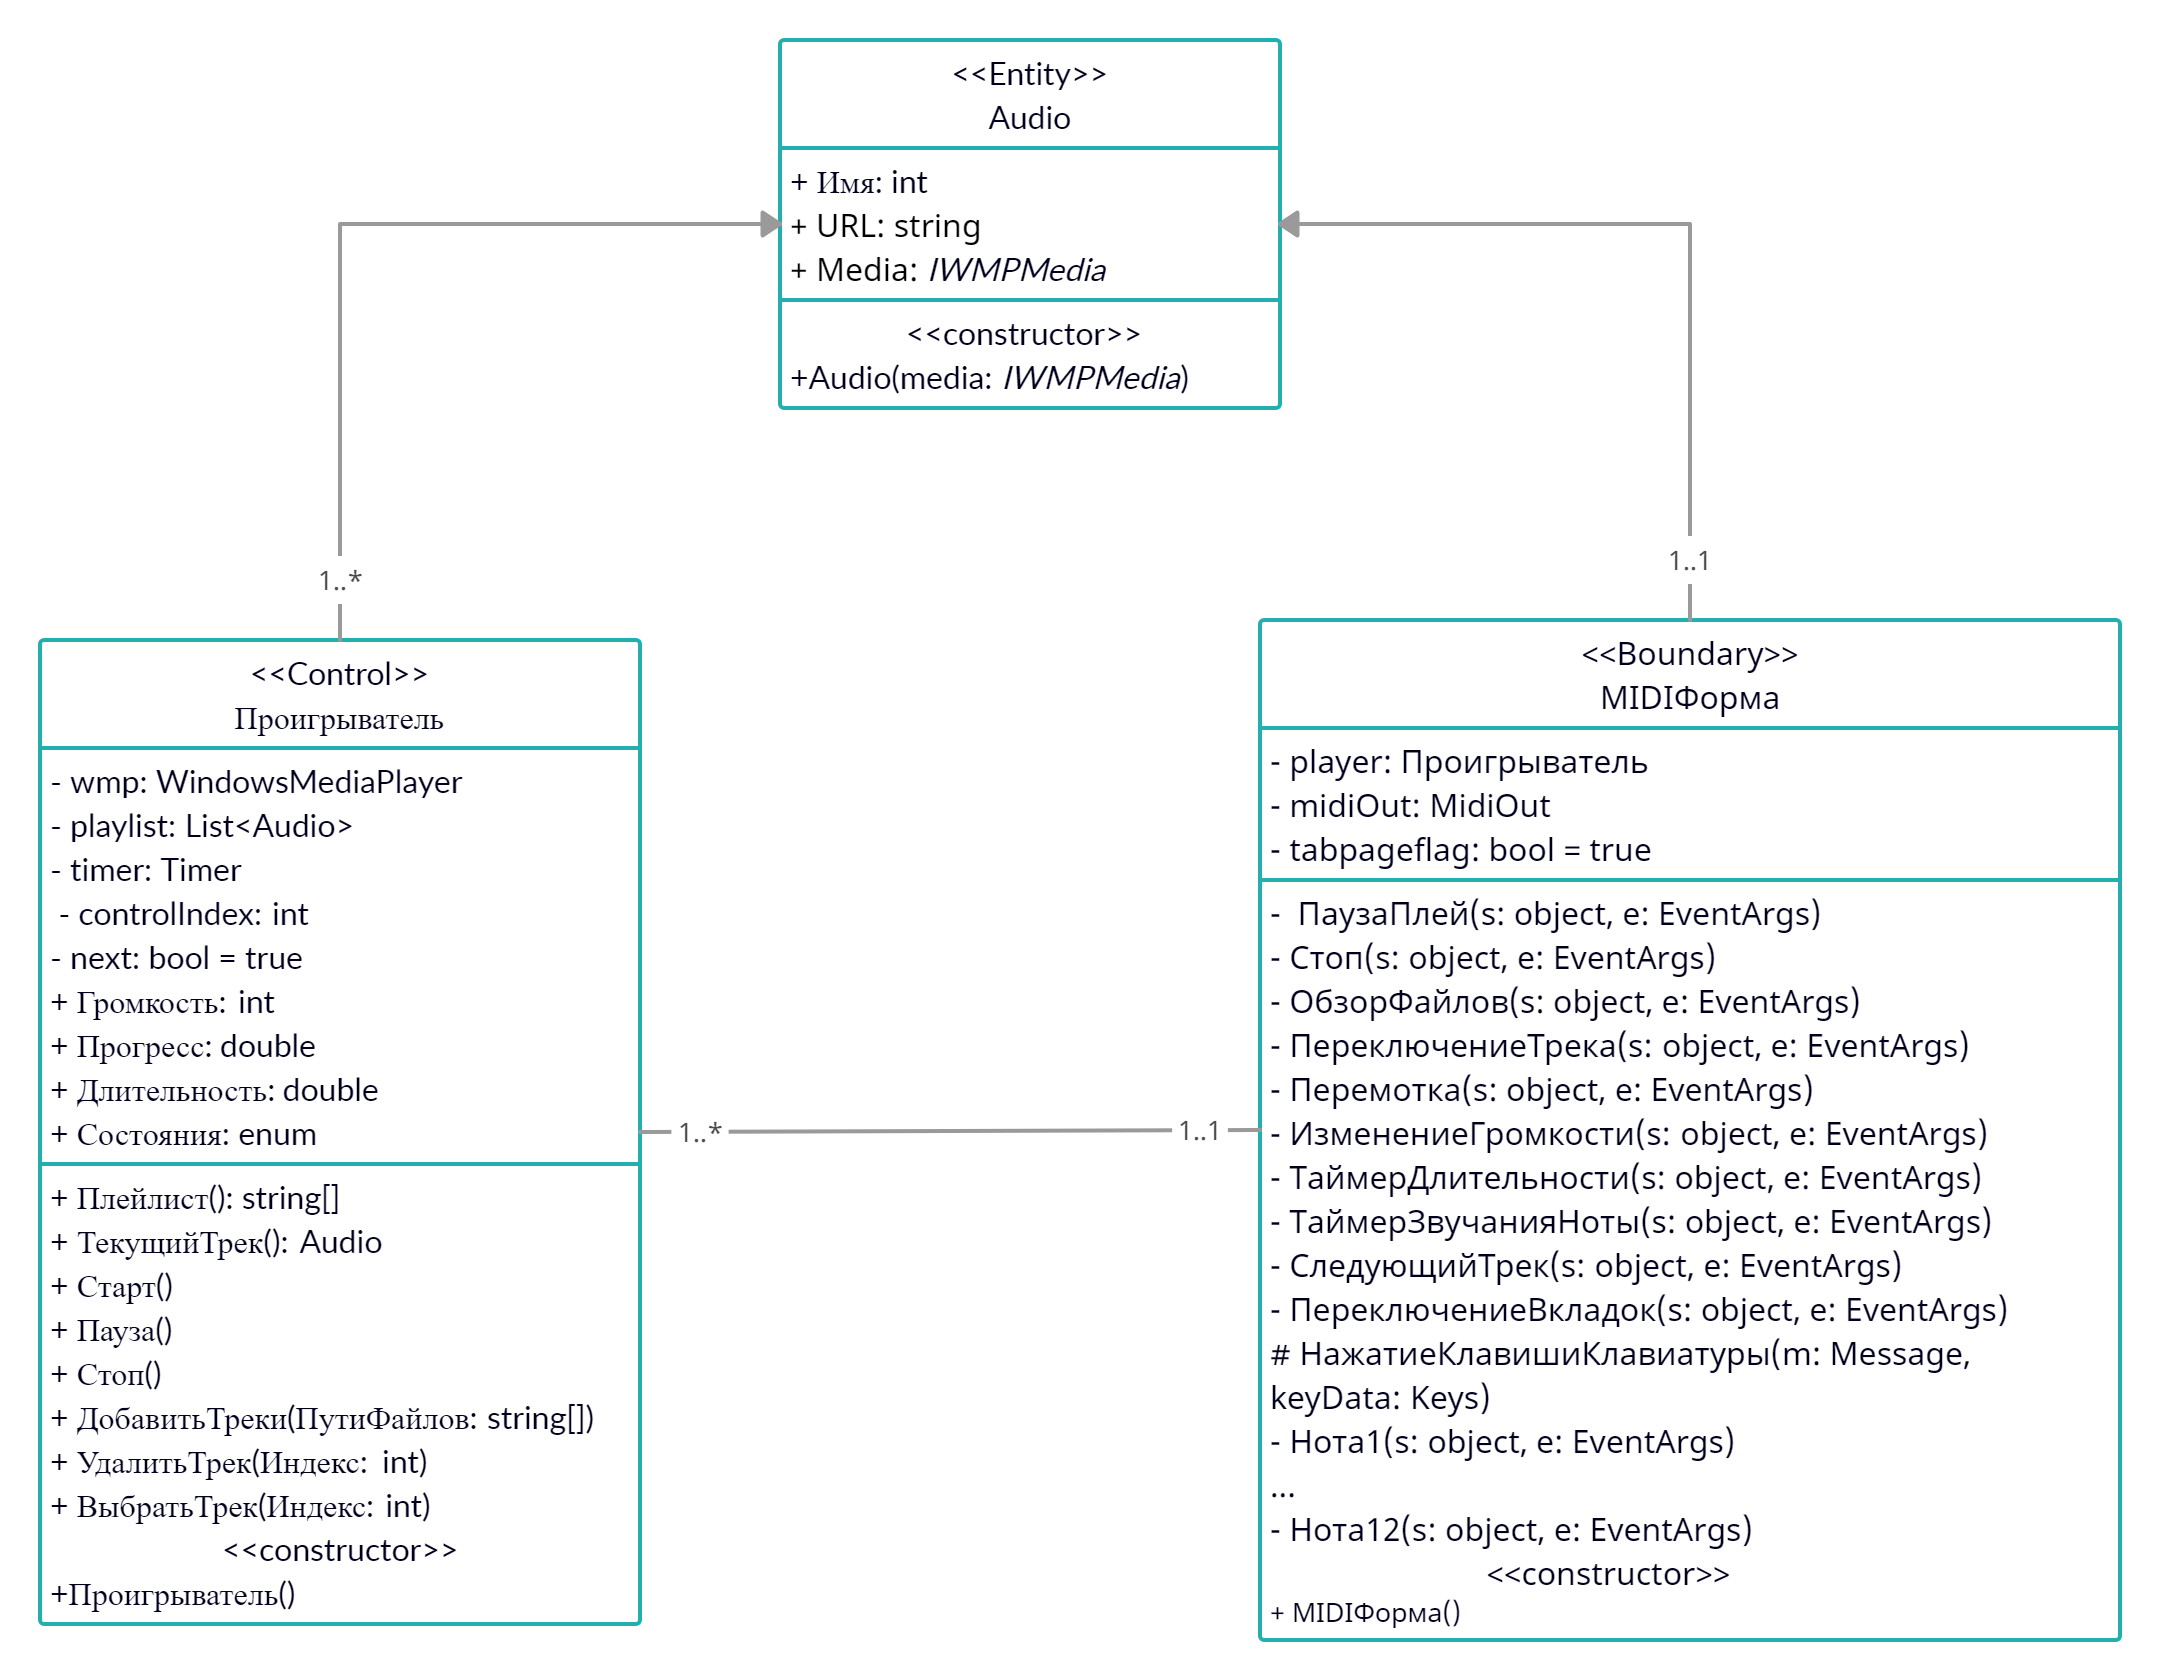 <<Entity>>
Audio
+ Имя: int
+ URL: string
+ Media: IWMPMedia
<<constructor>>
+Audio(media: IWMPMedia)
1..*
1..1
<<Control>>
Проигрыватель
- wmp: WindowsMediaPlayer
- playlist: List<Audio>
- timer: Timer
- controlIndex: int
- next: bool = true
+ Громкость: int
+ Прогресс: double
+ Длительность: double
+ Состояния: enum
+ Плейлист(): string[]
+ ТекущийТрек(): Audio
+ Старт()
+ Пауза()
+ Стоп()
+ ДобавитьТреки(ПутиФайлов: string[])
+ УдалитьТрек(Индекс: int)
+ ВыбратьТрек(Индекс: int)
<<constructor>>
+Проигрыватель()
1..*
1..1
<<Boundary>>
MIDIФорма
- player: Проигрыватель
- midiOut: MidiOut
- tabpageflag: bool = true
- ПаузаПлей(s: object, e: EventArgs)
- Стоп(s: object, e: EventArgs)
- ОбзорФайлов(s: object, e: EventArgs)
- ПереключениеТрека(s: object, e: EventArgs)
- Перемотка(s: object, e: EventArgs)
- ИзменениеГромкости(s: object, e: EventArgs)
- ТаймерДлительности(s: object, e: EventArgs)
- ТаймерЗвучанияНоты(s: object, e: EventArgs)
- СледующийТрек(s: object, e: EventArgs)
- ПереключениеВкладок(s: object, e: EventArgs)
# НажатиеКлавишиКлавиатуры(m: Message,
keyData: Keys)
- Нота1(s: object, e: EventArgs)
...
- Нота12(s: object, e: EventArgs)
<<constructor>>
+ MIDIФорма()